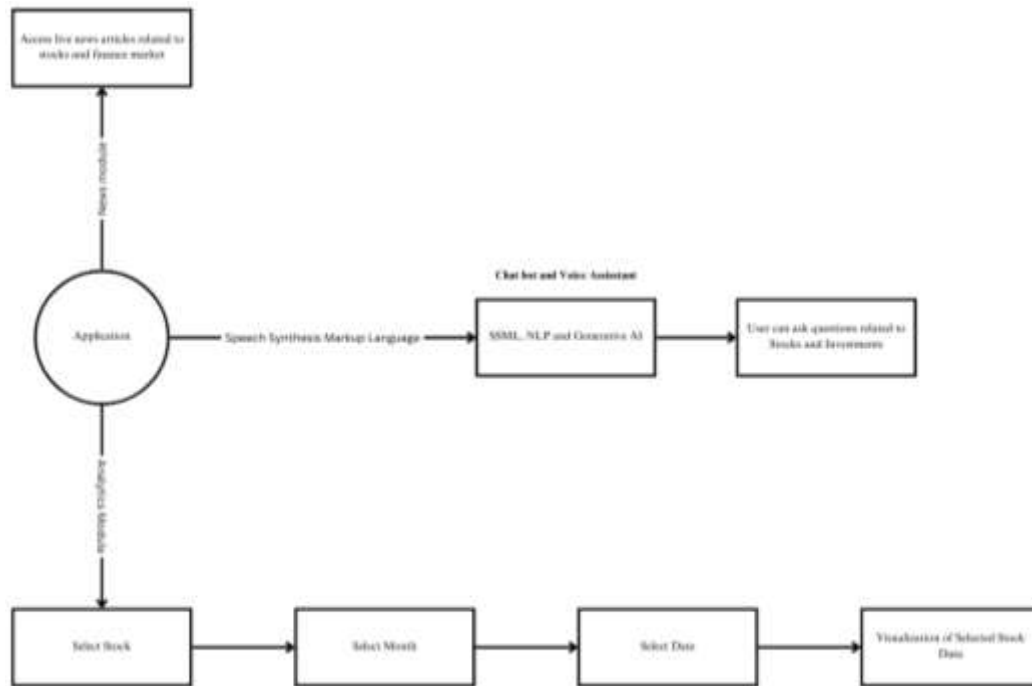 Access live news articles related to
stocks and finance market
News module
Chat bot and Voice Assistant
Application
Speech Synthesis Markup Language
SSML, NLP and Generative AI
User can ask questions related to
Stocks and Investments
Analytics Module
Select Stock
Select Month
Select Date
Visualization of Selected Stock
Data